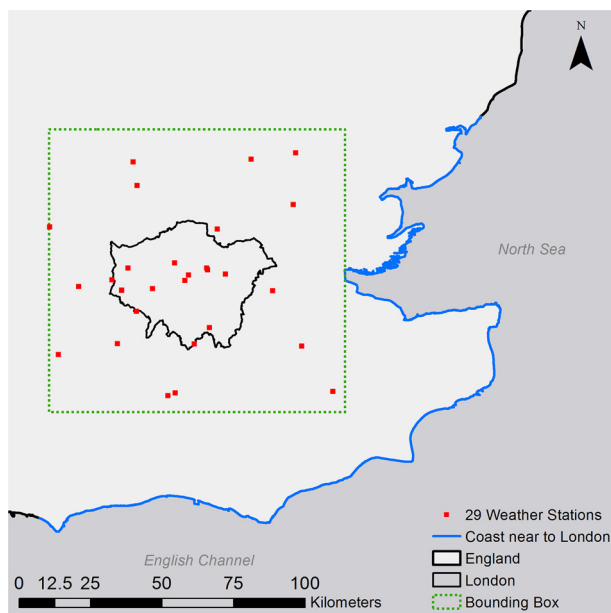 N
North Sea
29 Weather Stations
Coast near to London
England
London
Bounding Box
English Channel
0 12.5 25 50 75 100
Kilometers